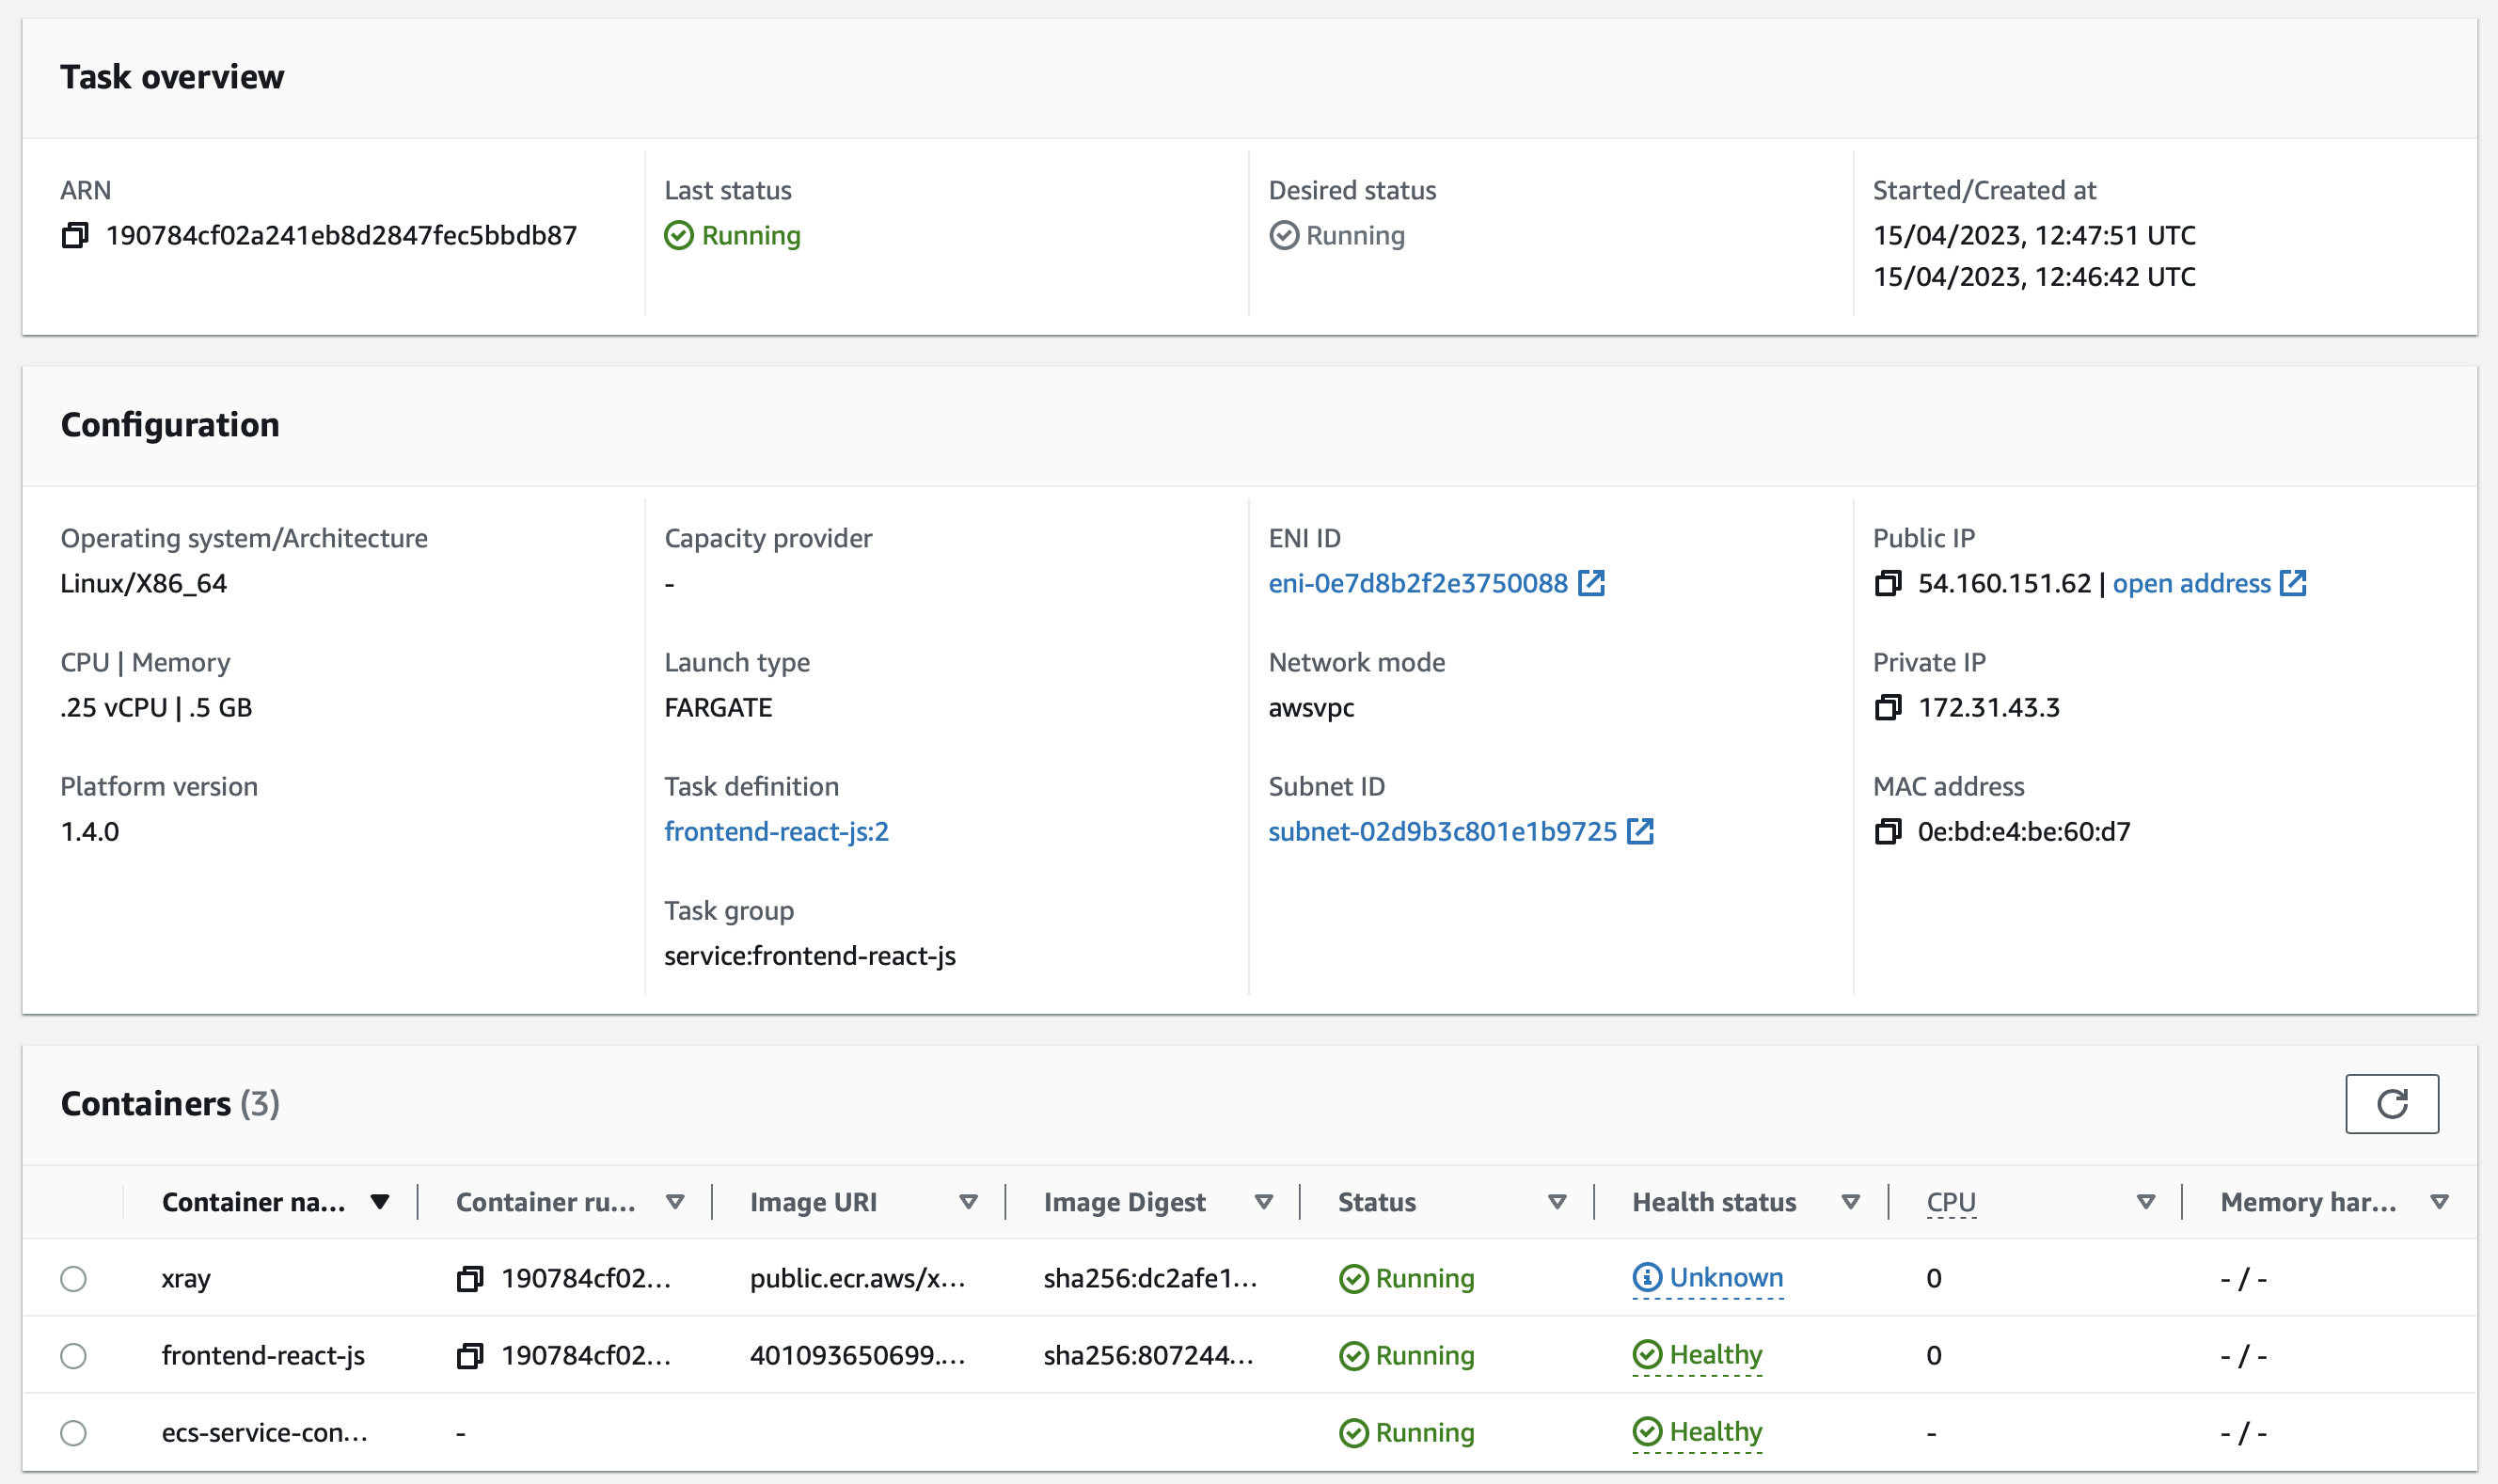 Task overview
ARN
190784cf02a241eb8d2847fec5bbdb87
Last status
Running
Desired status
Running
Started/Created at
15/04/2023, 12:47:51 UTC
15/04/2023, 12:46:42 UTC
Configuration
Operating system/Architecture
Linux/X86_64
CPU | Memory
.25 vCPU | .5 GB
Platform version
1.4.0
Capacity provider
-
Launch type
FARGATE
Task definition
frontend-react-js:2
Task group
service:frontend-react-js
ENI ID
eni-0e7d8b2f2e3750088
Network mode
awsvpc
Subnet ID
subnet-02d9b3c801e1b9725
Public IP
54.160.151.62 | open address
Private IP
172.31.43.3
MAC address
0e:bd:e4:be:60:d7
Containers (3)
Container na... Container ru... Image URI Image Digest Status Health status CPU Memory har...
xray 190784cf02... public.ecr.aws/x... sha256:dc2afe1... Running Unknown 0 - / -
frontend-react-js 190784cf02... 401093650699.... sha256:807244... Running Healthy 0 - / -
ecs-service-con... - Running Healthy - - / -